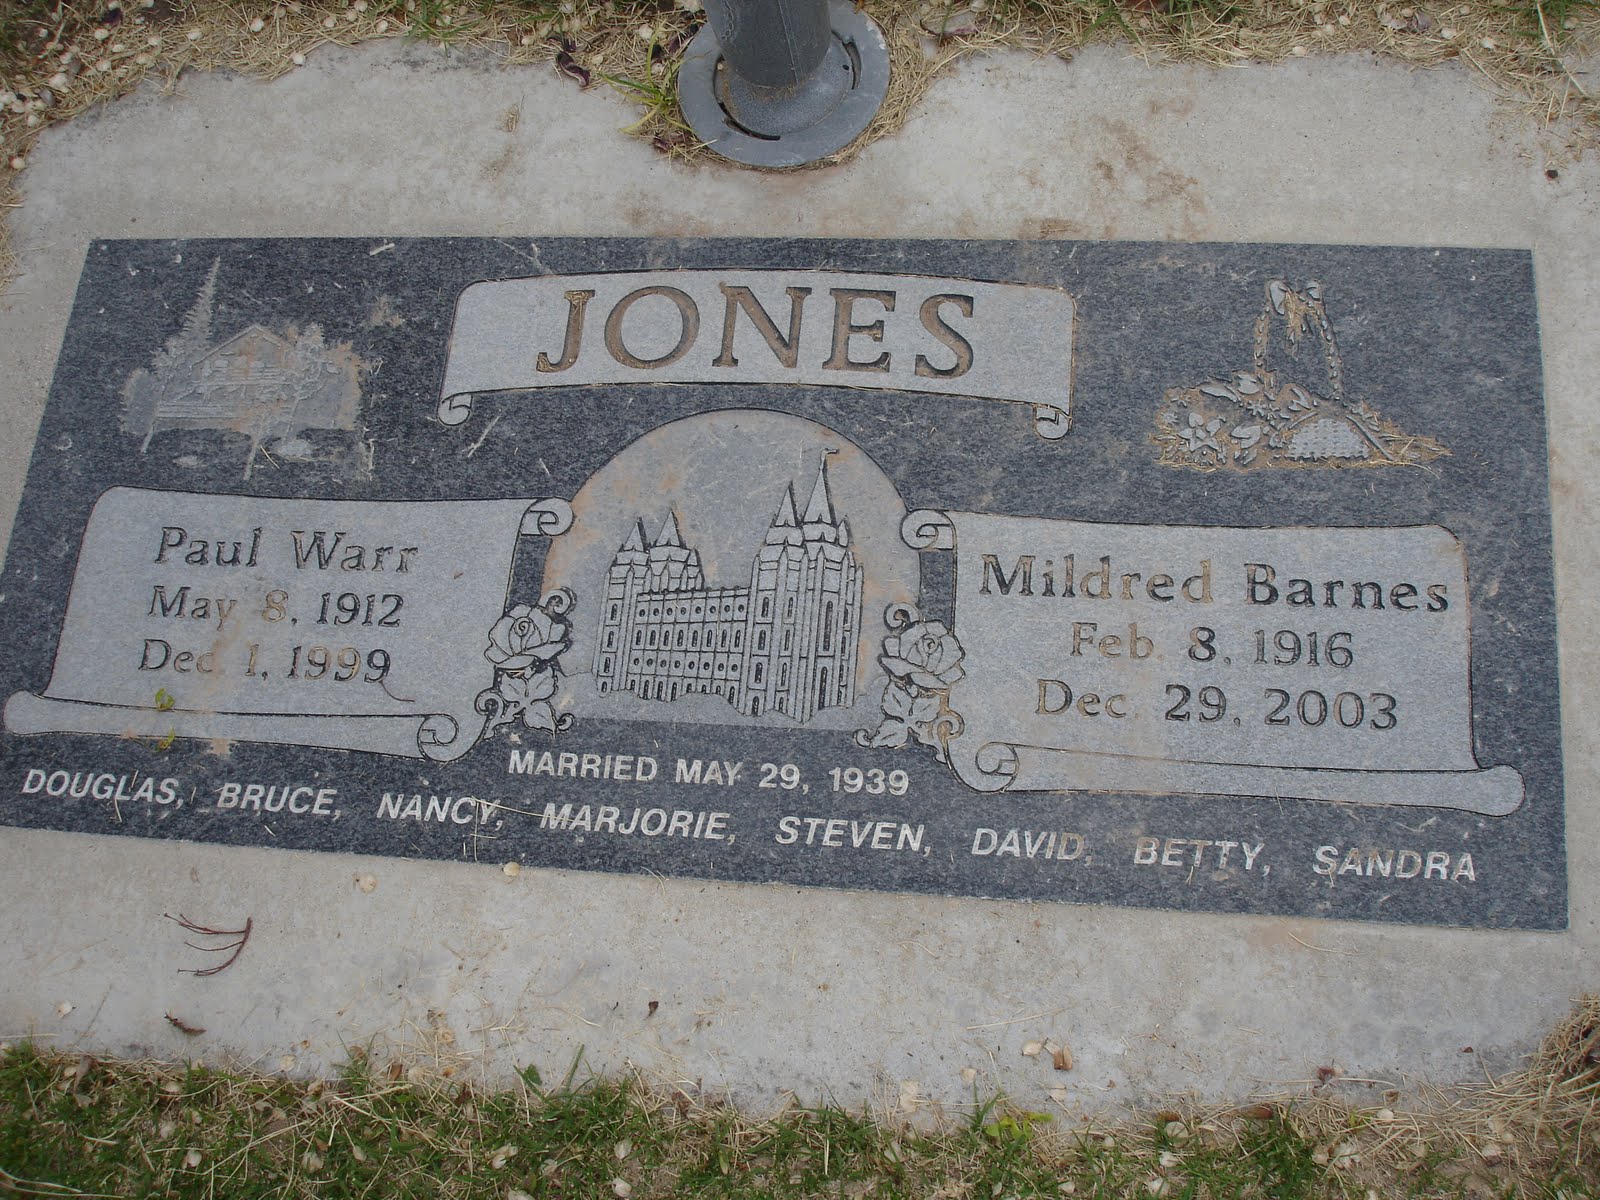 JONES
Paul Warr
May 8, 1912
Dec 1, 1999
Mildred Barnes
Feb. 8, 1916
Dec. 29, 2003
MARRIED MAY 29, 1939
DOUGLAS, BRUCE, NANCY, MARJORIE, STEVEN, DAVID, BETTY, SANDRA